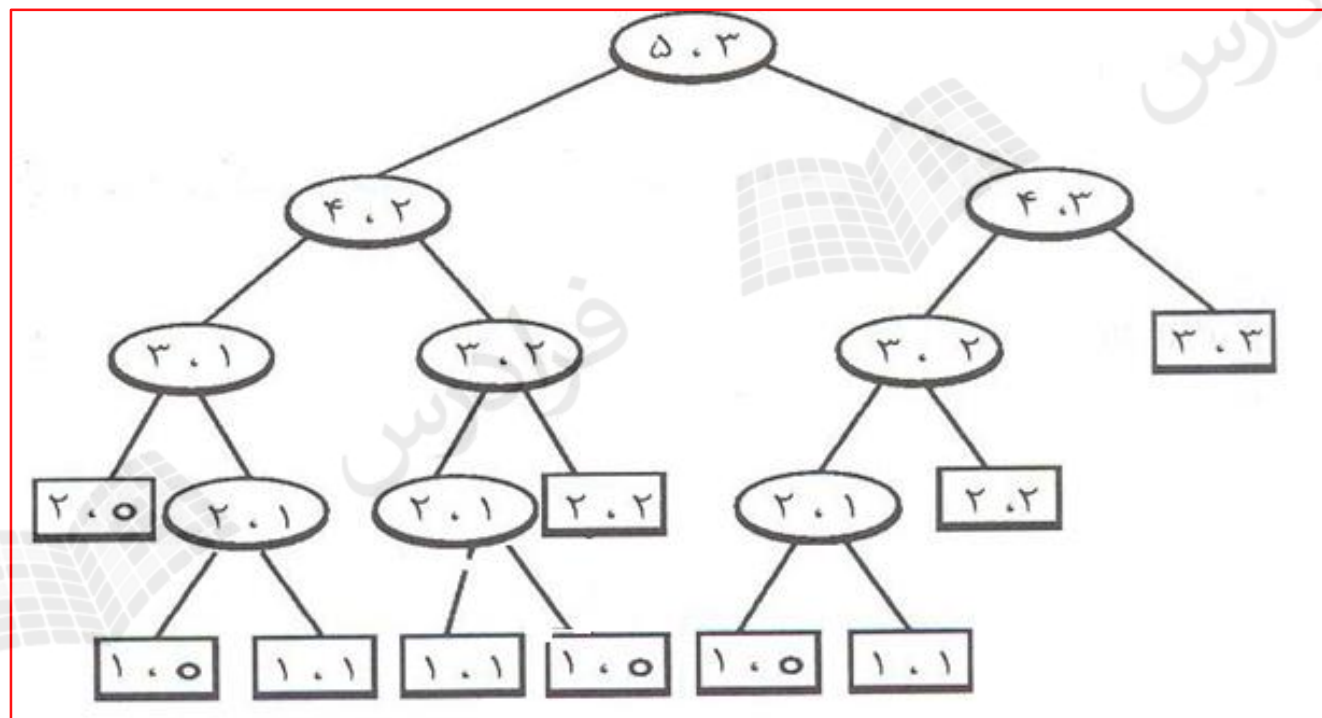 ۵ ، ۳
۴ ، ۲ ۴ ،۳
۳ ، ۱ ۳ ، ۲ ۳ ، ۲ ۳ ، ۳
۲ ، ۰ ۲ ، ۱ ۲ ، ۱ ۲ ، ۲ ۲ ، ۱ ۲ ،۲
۱ ، ۰ ۱ ، ۱ ۱ ، ۱ ۱ ، ۰ ۱ ، ۰ ۱ ، ۱
فرادرس